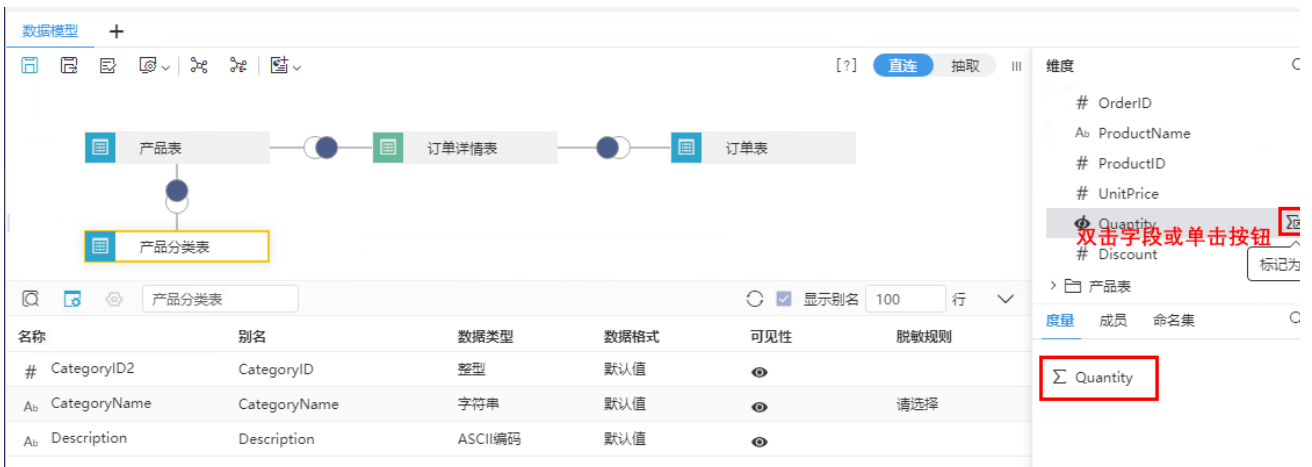 数据模型 +
[?] 直连 抽取
产品表 订单详情表 订单表
产品分类表
产品分类表 显示别名 100 行
名称 别名 数据类型 数据格式 可见性 脱敏规则
# CategoryID2 CategoryID 整型 默认值
Ab CategoryName CategoryName 字符串 默认值 请选择
Ab Description Description ASCII编码 默认值
维度
# OrderID
Ab ProductName
# ProductID
# UnitPrice
Quantity
双击字段或单击按钮
# Discount
标记为
产品表
度量 成员 命名集
Σ Quantity